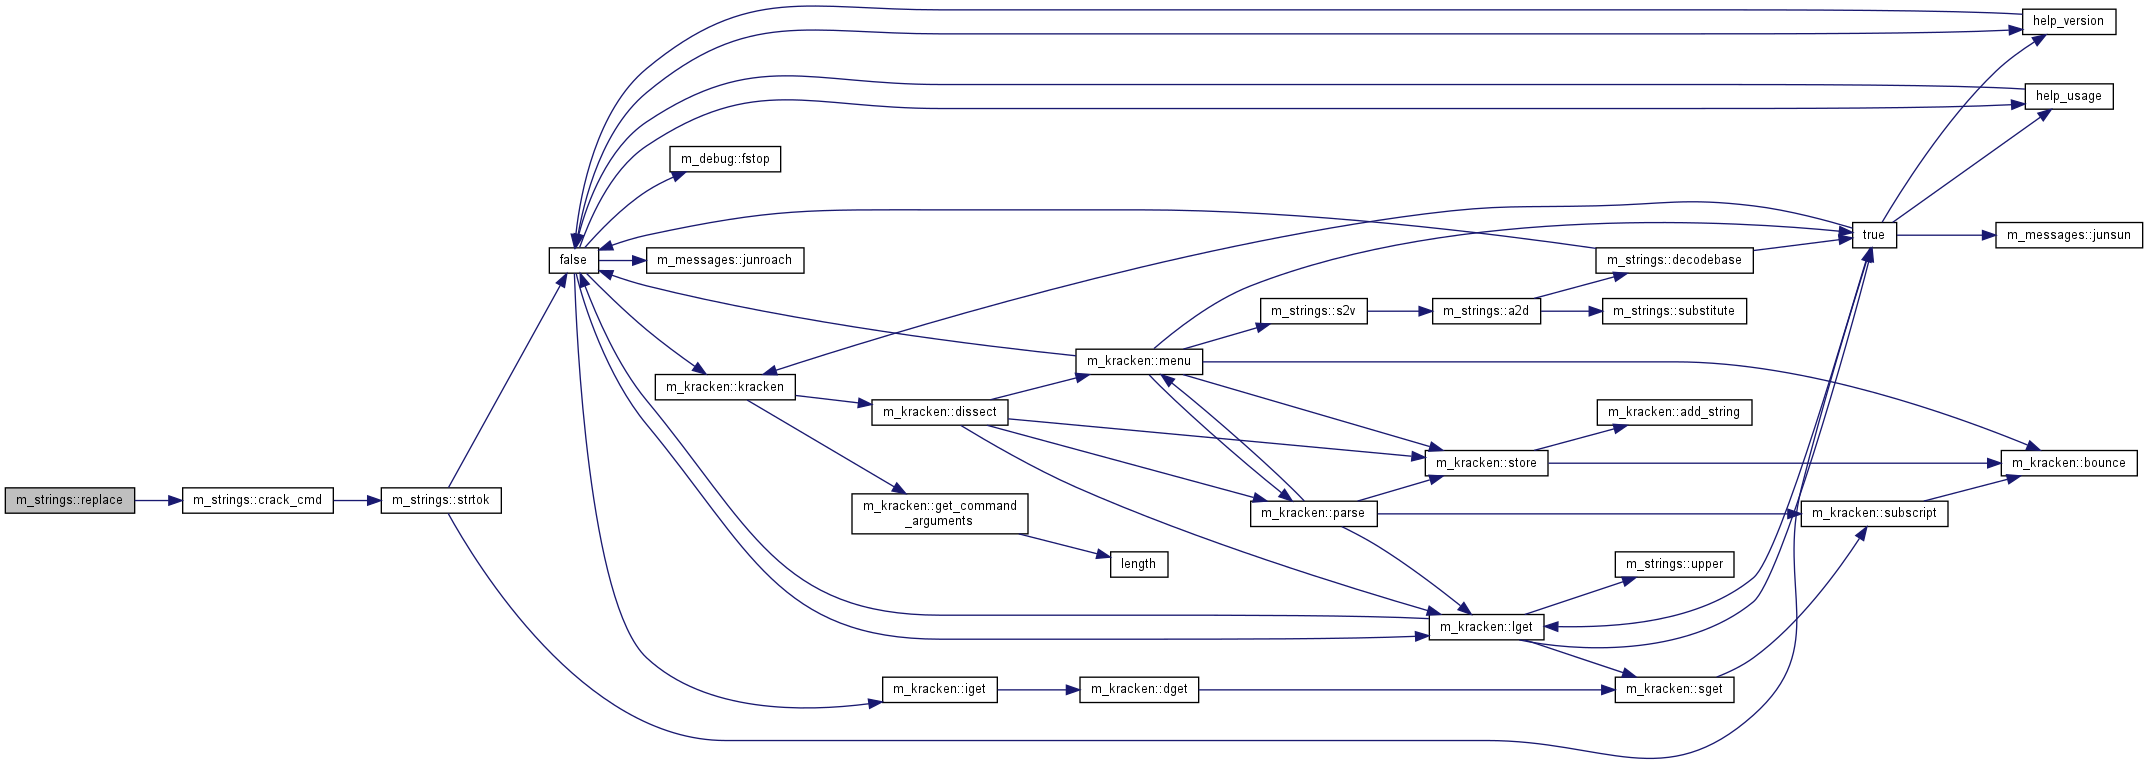 help_version
help_usage
m_debug::fstop
true
m_messages::junsun
false
m_messages::junroach
m_strings::decodebase
m_strings::s2v
m_strings::a2d
m_strings::substitute
m_kracken::menu
m_kracken::kracken
m_kracken::dissect
m_kracken::add_string
m_kracken::store
m_kracken::bounce
m_strings::replace
m_strings::crack_cmd
m_strings::strtok
m_kracken::get_command
_arguments
m_kracken::parse
m_kracken::subscript
length
m_strings::upper
m_kracken::lget
m_kracken::iget
m_kracken::dget
m_kracken::sget